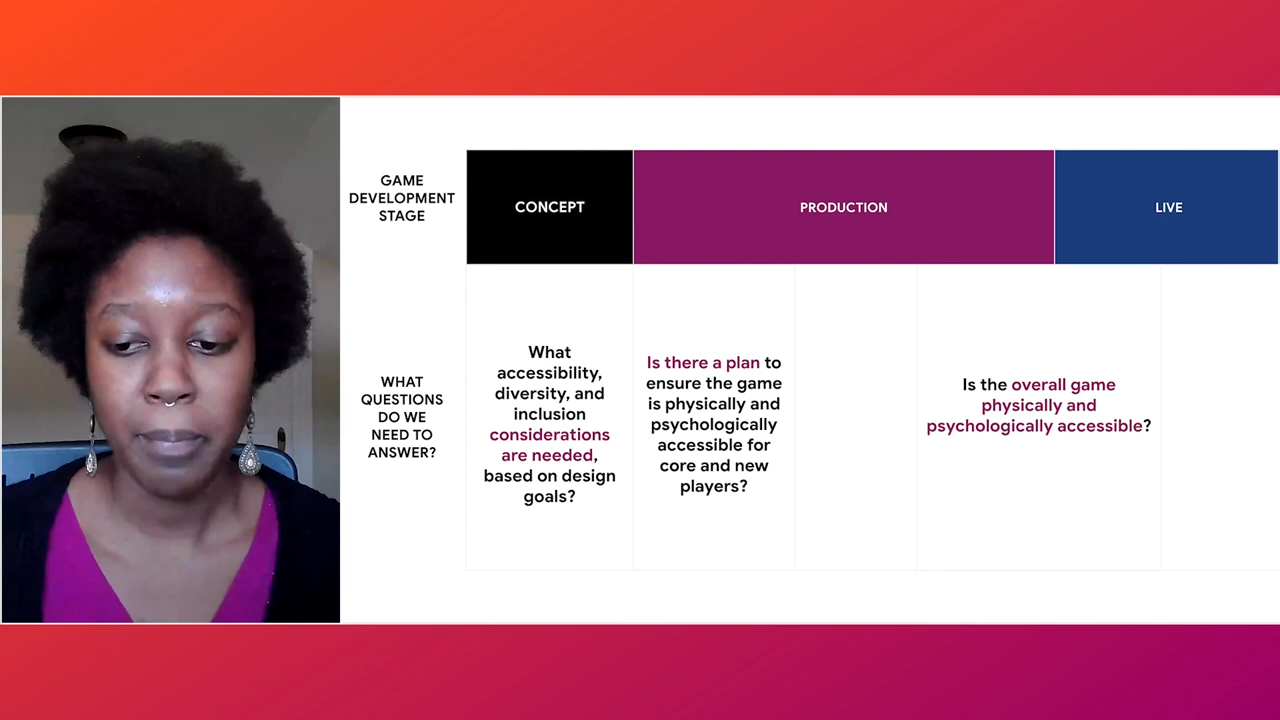 GAME
DEVELOPMENT
STAGE
CONCEPT
PRODUCTION
LIVE
WHAT
QUESTIONS
DO WE
NEED TO
ANSWER?
What
accessibility,
diversity, and
inclusion
considerations
are needed,
based on design
goals?
Is there a plan to
ensure the game
is physically and
psychologically
accessible for
core and new
players?
Is the overall game
physically and
psychologically accessible?